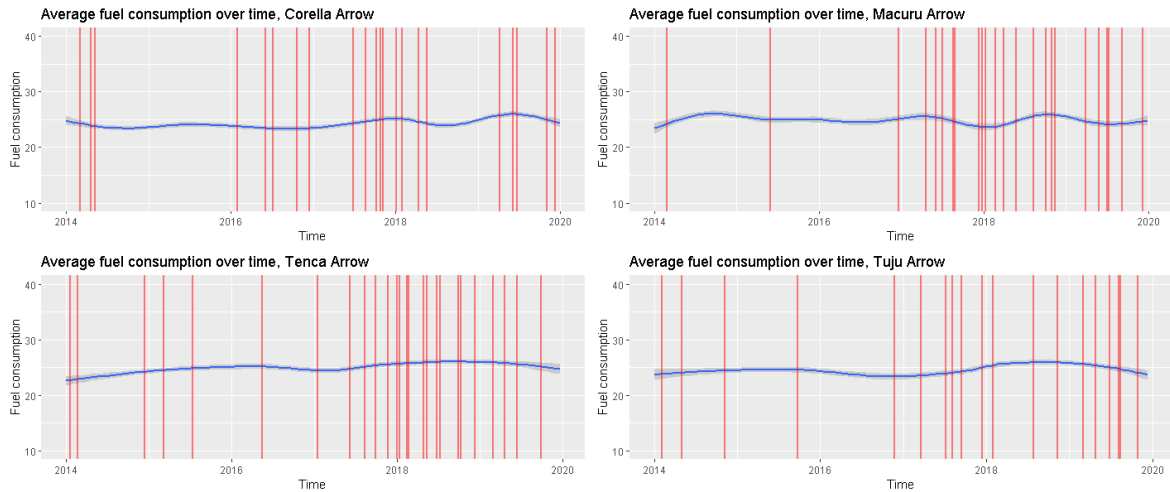 Average fuel consumption over time, Corella Arrow
Fuel consumption
40
30
20
10
2014
2016
2018
2020
Time
Average fuel consumption over time, Macuru Arrow
Fuel consumption
40
30
20
10
2014
2016
2018
2020
Time
Average fuel consumption over time, Tenca Arrow
Fuel consumption
40
30
20
10
2014
2016
2018
2020
Time
Average fuel consumption over time, Tuju Arrow
Fuel consumption
40
30
20
10
2014
2016
2018
2020
Time